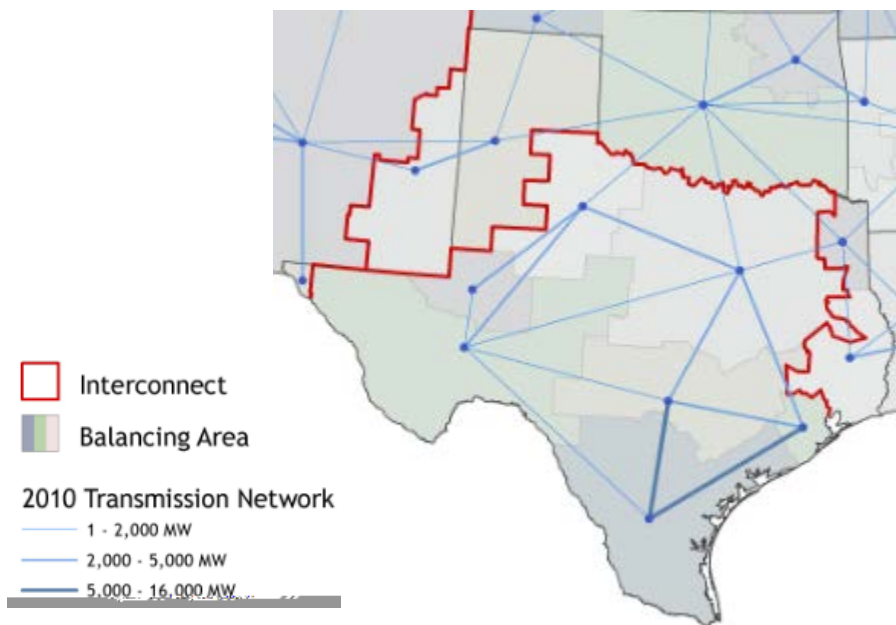 Interconnect
Balancing Area
2010 Transmission Network
1 - 2,000 MW
2,000 - 5,000 MW
5,000 - 16,000 MW